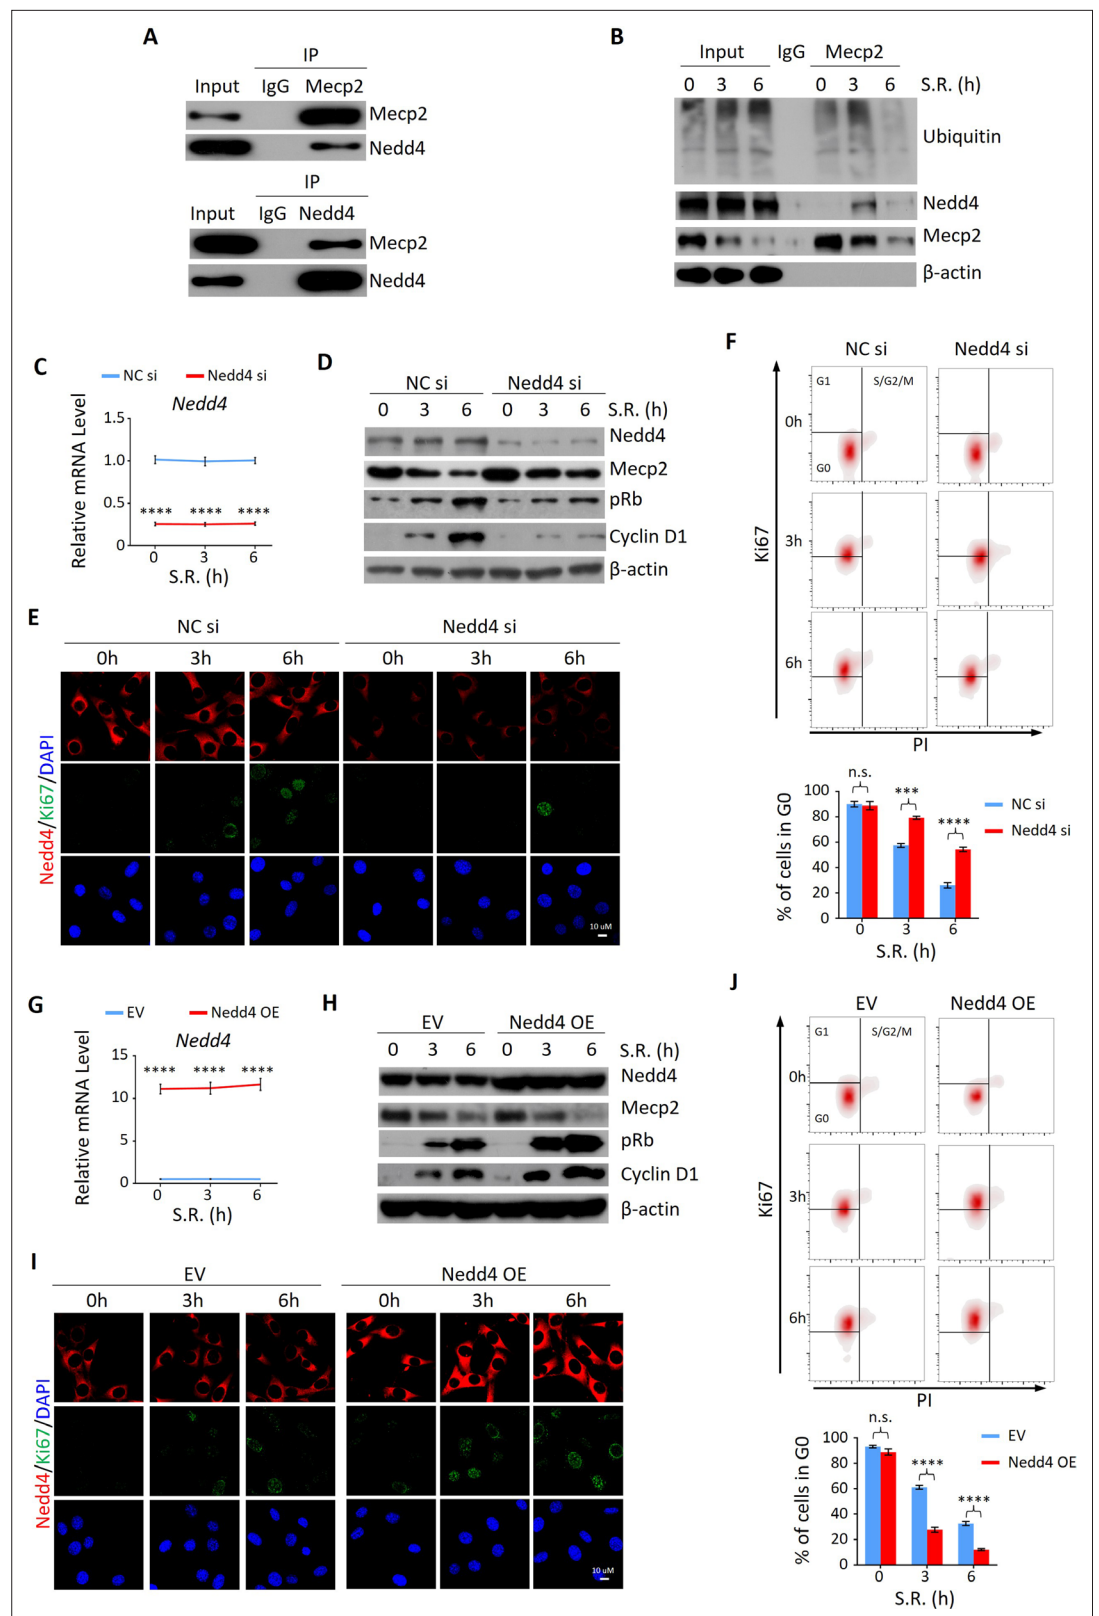 A
IP
Input IgG Mecp2
Mecp2
Nedd4
IP
Input IgG Nedd4
Mecp2
Nedd4
B
Input IgG Mecp2
0 3 6 0 3 6 S.R. (h)
Ubiquitin
Nedd4
Mecp2
β-actin
C
NC si Nedd4 si
Nedd4
Relative mRNA Level
1.5
1.0
0.5
0
**** **** ****
0 3 6
S.R. (h)
D
NC si Nedd4 si
0 3 6 0 3 6 S.R. (h)
Nedd4
Mecp2
pRb
Cyclin D1
β-actin
E
NC si Nedd4 si
0h 3h 6h 0h 3h 6h
Nedd4/Ki67/DAPI
10 uM
F
NC si Nedd4 si
G1 S/G2/M
0h
G0
3h
6h
Ki67
PI
n.s.
***
****
NC si
Nedd4 si
% of cells in G0
100
80
60
40
20
0
0 3 6
S.R. (h)
G
EV Nedd4 OE
Nedd4
Relative mRNA Level
15
10
5
0
**** **** ****
0 3 6
S.R. (h)
H
EV Nedd4 OE
0 3 6 0 3 6 S.R. (h)
Nedd4
Mecp2
pRb
Cyclin D1
β-actin
I
EV Nedd4 OE
0h 3h 6h 0h 3h 6h
Nedd4/Ki67/DAPI
10 uM
J
EV Nedd4 OE
G1 S/G2/M
0h
G0
3h
6h
Ki67
PI
n.s.
****
****
EV
Nedd4 OE
% of cells in G0
100
80
60
40
20
0
0 3 6
S.R. (h)